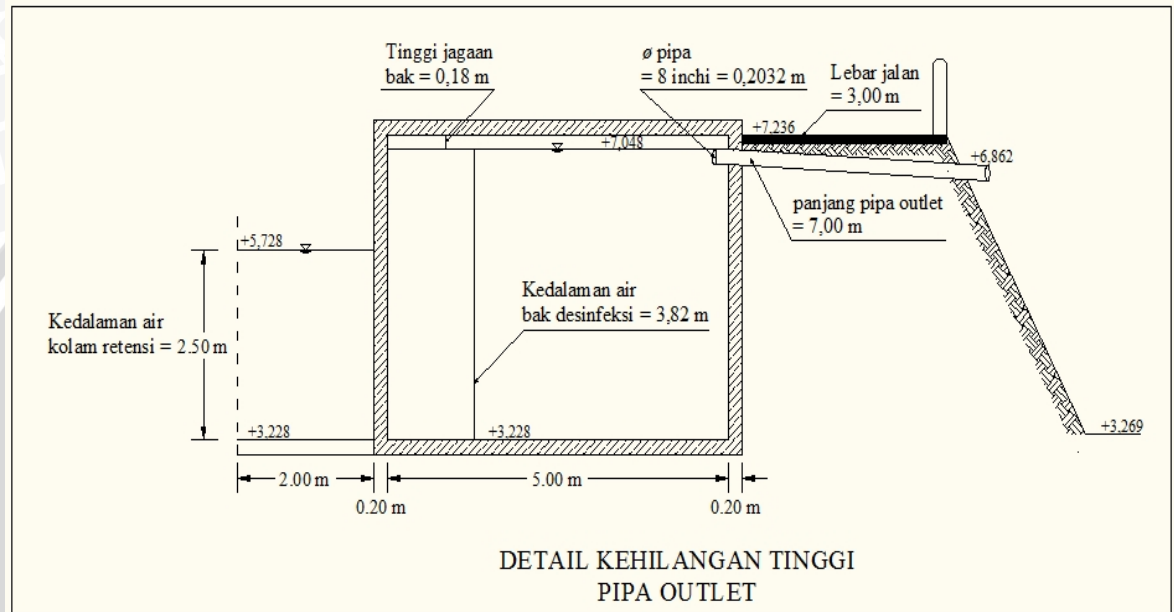 Tinggi jagaan
bak = 0,18 m
ø pipa
= 8 inchi = 0,2032 m
Lebar jalan
= 3,00 m
+7,236
+7,048
+6,862
panjang pipa outlet
= 7,00 m
+5,728
Kedalaman air
bak desinfeksi = 3,82 m
Kedalaman air
kolam retensi = 2.50 m
+3,228
+3,228
+3,269
2.00 m
5.00 m
0.20 m
0.20 m
DETAIL KEHILANGAN TINGGI
PIPA OUTLET